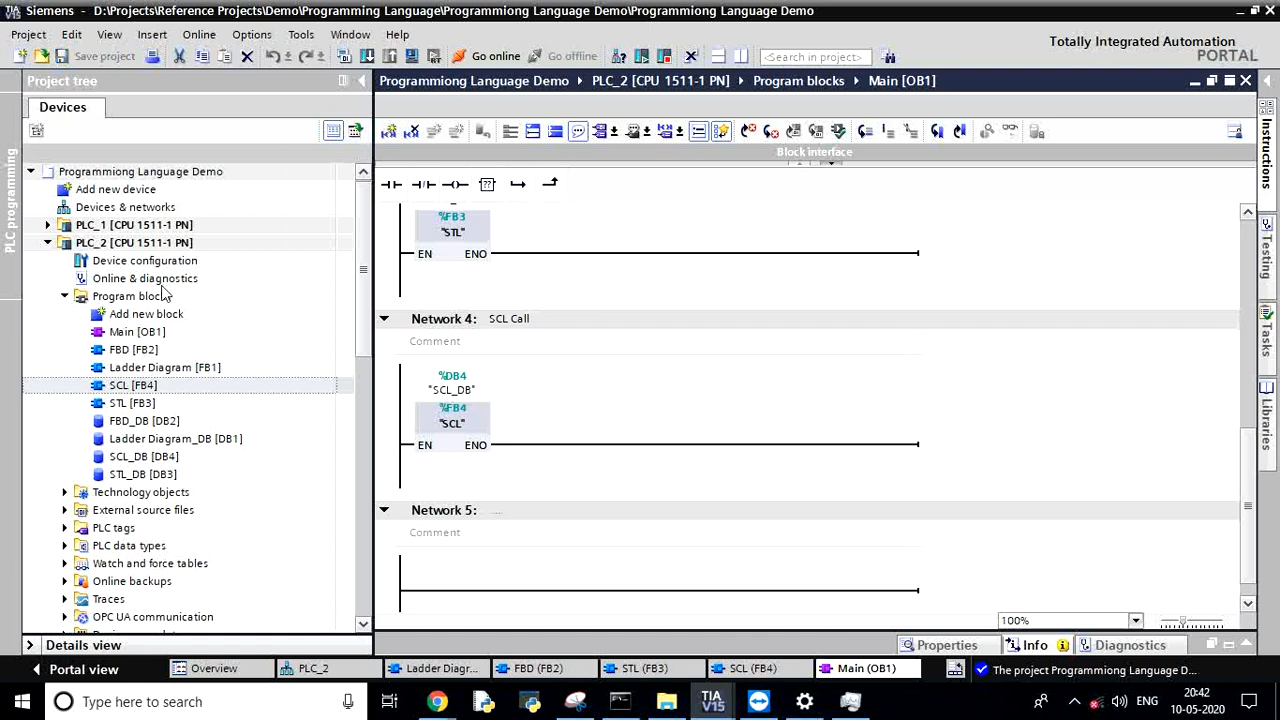 Siemens - D:\Projects\Reference Projects\Demo\Programming Language\Programmiong Language Demo\Programmiong Language Demo
TIA
V15
Project Edit View Insert Online Options Tools Window Help
Totally Integrated Automation
PORTAL
Save project
Go online
Go offline
<Search in project>
Project tree
Programmiong Language Demo PLC_2 [CPU 1511-1 PN] Program blocks Main [OB1]
Devices
PLC programming
Block interface
Programmiong Language Demo
Add new device
Devices & networks
PLC_1 [CPU 1511-1 PN]
PLC_2 [CPU 1511-1 PN]
Device configuration
Online & diagnostics
Program blocks
Add new block
Main [OB1]
FBD [FB2]
Ladder Diagram [FB1]
SCL [FB4]
STL [FB3]
FBD_DB [DB2]
Ladder Diagram_DB [DB1]
SCL_DB [DB4]
STL_DB [DB3]
Technology objects
External source files
PLC tags
PLC data types
Watch and force tables
Online backups
Traces
OPC UA communication
??
%FB3
"STL"
EN ENO
Network 4: SCL Call
Comment
%DB4
"SCL_DB"
%FB4
"SCL"
EN ENO
Network 5: ....
Comment
100%
Instructions
Testing
Tasks
Libraries
Details view
Properties
Info
Diagnostics
Portal view
Overview
PLC_2
Ladder Diagr...
FBD (FB2)
STL (FB3)
SCL (FB4)
Main (OB1)
The project Programmiong Language D...
Type here to search
TIA
V15
ENG
20:42
10-05-2020